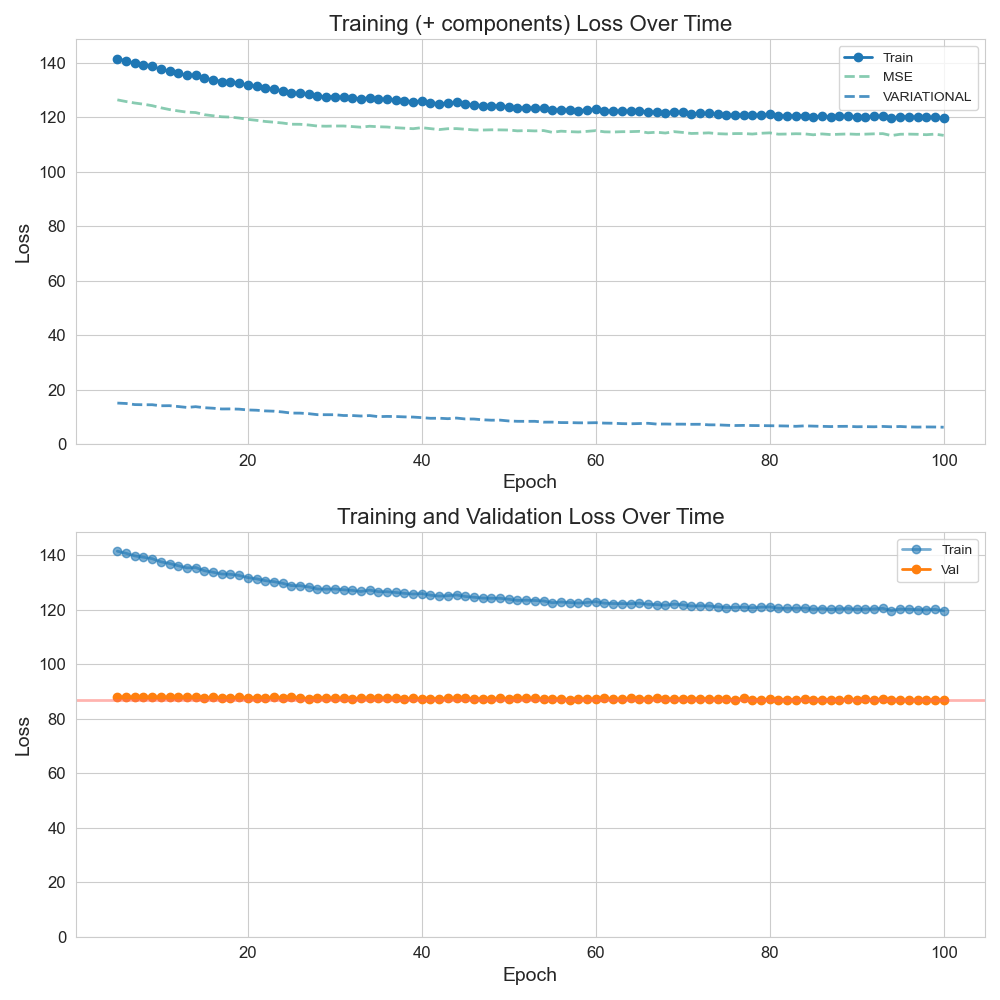 Training (+ components) Loss Over Time
140
120
100
80
60
40
20
0
Loss
Train
MSE
VARIATIONAL
20 40 60 80 100
Epoch
Training and Validation Loss Over Time
140
120
100
80
60
40
20
0
Loss
Train
Val
20 40 60 80 100
Epoch